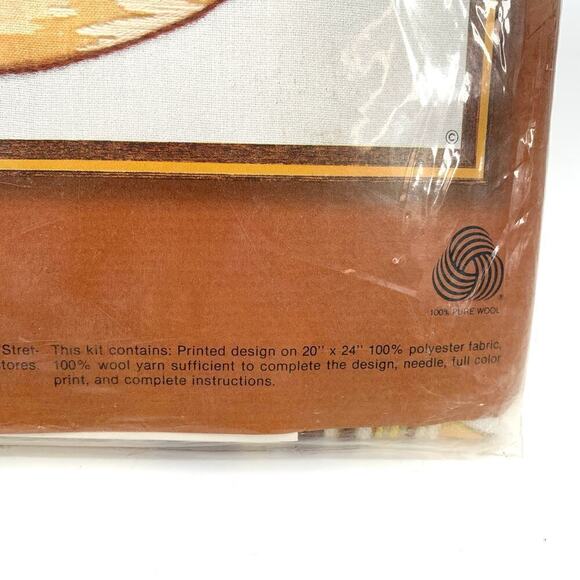 ©
®
100% PURE WOOL
Stret- This kit contains: Printed design on 20" x 24" 100% polyester fabric,
tores 100% wool yarn sufficient to complete the design, needle, full color
print, and complete instructions.